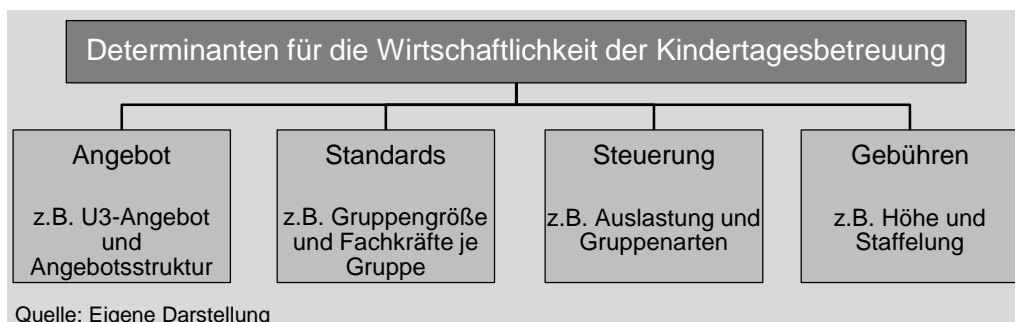 Determinanten für die Wirtschaftlichkeit der Kindertagesbetreuung
Angebot
z.B. U3-Angebot
und
Angebotsstruktur
Standards
z.B. Gruppengröße
und Fachkräfte je
Gruppe
Steuerung
z.B. Auslastung und
Gruppenarten
Gebühren
z.B. Höhe und
Staffelung
Quelle: Eigene Darstellung